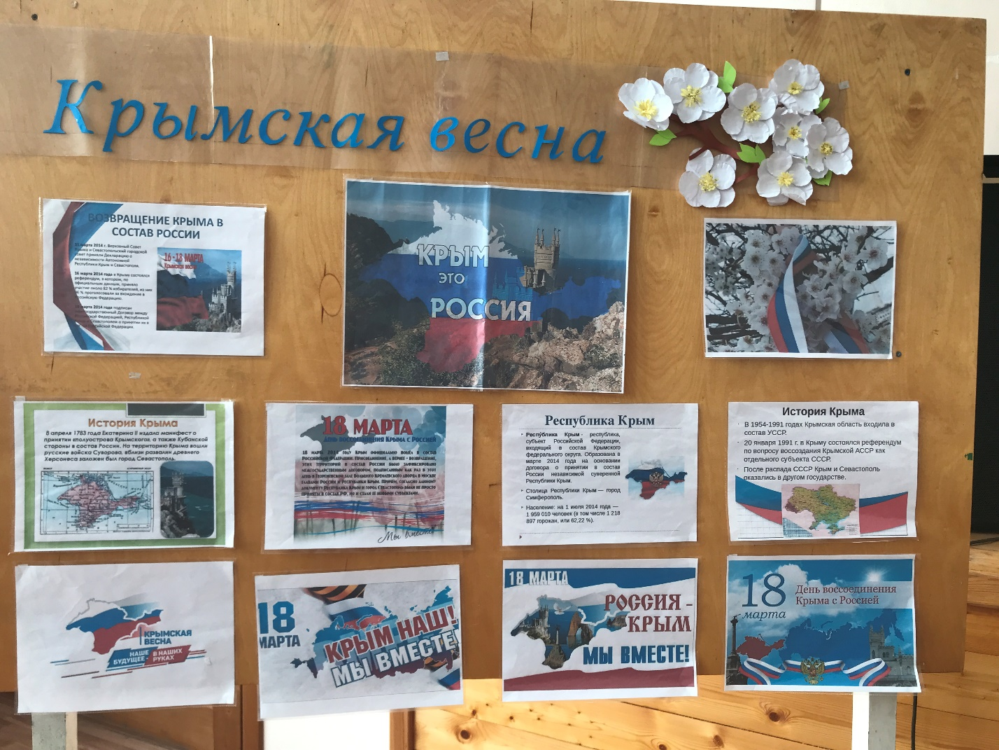 Крымская весна
ВОЗВРАЩЕНИЕ КРЫМА В
СОСТАВ РОССИИ
марта 2014 г. Верховный Совет
Крыма и Севастопольский городской
совет приняли Декларацию о
независимости Автономной
Республики Крым и Севастополя.
16 марта 2014 года в Крыму состоялся
референдум, в котором, по
официальным данным, приняло
участие около 82 % избирателей, из них
% проголосовали за вхождение в
Российскую Федерацию.
марта 2014 года подписан
Договор между
Федерацией, Республикой
Севастополем о принятии их в
Федерации.
16 - 18 МАРТА
Крымская весна
КРЫМ
ЭТО
РОССИЯ
История Крыма
8 апреля 1783 года Екатерина II издала манифест о
принятии «полуострова Крымского», а также Кубанской
стороны в состав России. На территорию Крыма вошли
русские войска Суворова, вблизи развалин древнего
Херсонеса заложен был город Севастополь.
18 МАРТА
ДЕНЬ ВОССОЕДИНЕНИЯ КРЫМА С РОССИЕЙ
18 МАРТА 2014 ГОДУ КРЫМ ОФИЦИАЛЬНО ВОШЕЛ В СОСТАВ
РОССИЙСКОЙ ФЕДЕРАЦИИ. ПРИСОЕДИНЕНИЕ, А ВЕРНЕЕ - ВОЗВРАЩЕНИЕ,
ЭТИХ ТЕРРИТОРИЙ В СОСТАВ РОССИИ БЫЛО ЗАФИКСИРОВАНО
МЕЖГОСУДАРСТВЕННЫМ ДОГОВОРОМ, ПОДПИСАННЫМ КАК РАЗ В ЭТОТ
ДЕНЬ В ГЕОРГИЕВСКОМ ЗАЛЕ БОЛЬШОГО КРЕМЛЕВСКОГО ДВОРЦА В МОСКВЕ
ГЛАВАМИ РОССИИ И РЕСПУБЛИКИ КРЫМ. ПРИЧЕМ, СОГЛАСНО ДАННОМУ
ДОКУМЕНТУ РЕСПУБЛИКА КРЫМ И ГОРОД СЕВАСТОПОЛЬ БЫЛИ НЕ ПРОСТО
ПРИНЯТЫ В СОСТАВ РФ, НО И СТАЛИ ЕЕ НОВЫМИ СУБЪЕКТАМИ.
Мы вместе
Республика Крым
Респу́блика Крым - республика,
субъект Российской Федерации,
входящий в состав Крымского
федерального округа. Образована в
марте 2014 года на основании
договора о принятии в состав
России независимой суверенной
Республики Крым.
Столица Республики Крым — город
Симферополь.
Население: на 1 июля 2014 года —
1 959 010 человек (в том числе 1 218
897 горожан, или 62,22 %).
История Крыма
В 1954-1991 годах Крымская область входила в
состав УССР.
20 января 1991 г. в Крыму состоялся референдум
по вопросу воссоздания Крымской АССР как
отдельного субъекта СССР.
После распада СССР Крым и Севастополь
оказались в другом государстве.
КРЫМСКАЯ
ВЕСНА
НАШЕ
БУДУЩЕЕ -
В НАШИХ
РУКАХ
18
МАРТА
КРЫМ НАШ!
МЫ ВМЕСТЕ!
18 МАРТА
РОССИЯ -
КРЫМ
МЫ ВМЕСТЕ!
18
марта
День воссоединения
Крыма с Россией